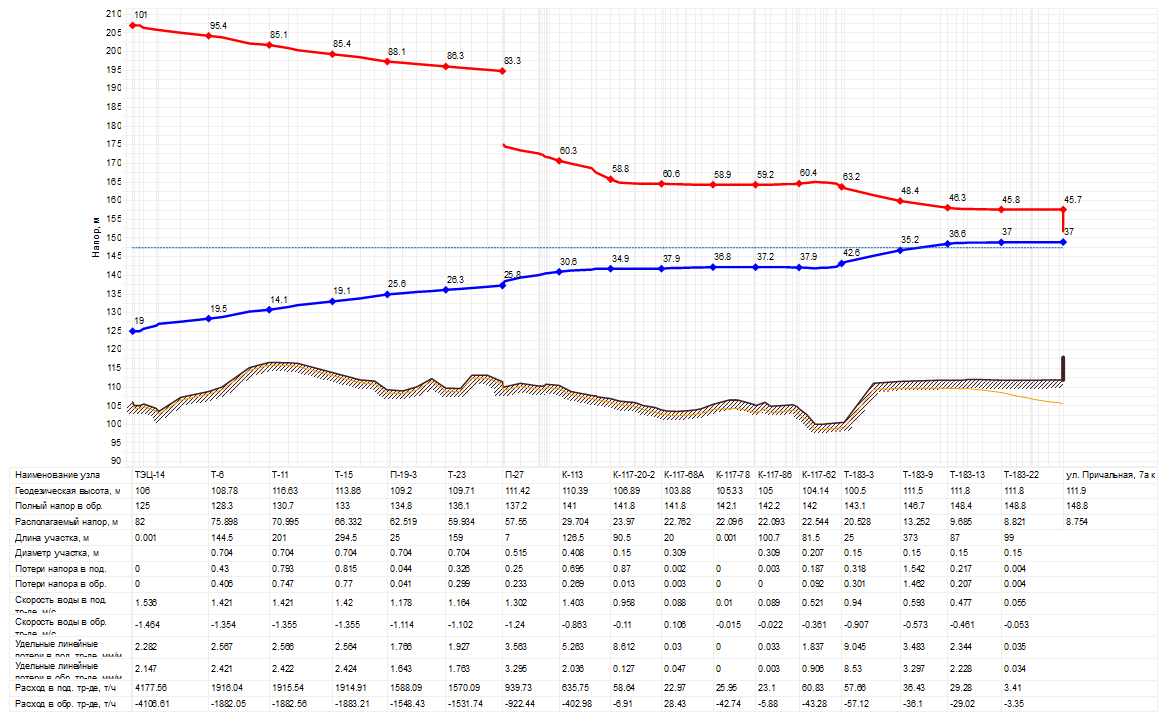 210
205
200
195
190
185
180
175
170
165
160
155
150
145
140
135
130
125
120
115
110
105
100
95
90
Напор, м
101 95.4 85.1 85.4 88.1 86.3 83.3
60.3 58.8 60.6 58.9 59.2 60.4 63.2 48.4 46.3 45.8 45.7
19 19.5 14.1 19.1 25.6 26.3 25.8 30.6 34.9 37.9 36.8 37.2 37.9 42.6 35.2 36.6 37 37
Наименование узла ТЭЦ-14 Т-6 Т-11 Т-15 П-19-3 Т-23 П-27 К-113 К-117-20-2 К-117-68А К-117-78 К-117-86 К-117-62 Т-183-3 Т-183-9 Т-183-13 Т-183-22 ул. Причальная, 7а к
Геодезическая высота, м 106 108.78 116.63 113.86 109.2 109.71 111.42 110.39 106.89 103.88 105.33 105 104.14 100.5 111.5 111.8 111.8 111.9
Полный напор в обр. 125 128.3 130.7 133 134.8 136.1 137.2 141 141.8 141.8 142.1 142.2 142 143.1 146.7 148.4 148.8 148.8
Располагаемый напор, м 82 75.898 70.995 66.332 62.519 59.934 57.55 29.704 23.97 22.762 22.096 22.093 22.544 20.528 13.252 9.685 8.821 8.754
Длина участка, м 0.001 144.5 201 294.5 25 159 7 126.5 90.5 20 0.001 100.7 81.5 25 373 87 99
Диаметр участка, м 0.704 0.704 0.704 0.704 0.704 0.515 0.408 0.15 0.309 0.309 0.207 0.15 0.15 0.15 0.15
Потери напора в под. 0 0.43 0.793 0.815 0.044 0.326 0.25 0.695 0.87 0.002 0 0.003 0.187 0.318 1.542 0.217 0.004
Потери напора в обр. 0 0.406 0.747 0.77 0.041 0.299 0.233 0.269 0.013 0.003 0 0 0.092 0.301 1.462 0.207 0.004
Скорость воды в под.
тр-де, м/с 1.536 1.421 1.421 1.42 1.178 1.164 1.302 1.403 0.958 0.088 0.01 0.089 0.521 0.94 0.593 0.477 0.055
Скорость воды в обр.
тр-де, м/с -1.464 -1.354 -1.355 -1.355 -1.114 -1.102 -1.24 -0.863 -0.11 0.106 -0.015 -0.022 -0.361 -0.907 -0.573 -0.461 -0.053
Удельные линейные
потери в под. тр-де, мм/м 2.282 2.567 2.566 2.564 1.766 1.927 3.563 5.263 8.612 0.03 0 0.033 1.837 9.045 3.483 2.344 0.035
Удельные линейные
потери в обр. тр-де, мм/м 2.147 2.421 2.422 2.424 1.643 1.763 3.295 2.036 0.127 0.047 0 0.003 0.906 8.53 3.297 2.228 0.034
Расход в под. тр-де, т/ч 4177.56 1916.04 1915.54 1914.91 1588.09 1570.09 939.73 635.75 58.64 22.97 25.95 23.1 60.83 57.66 36.43 29.28 3.41
Расход в обр. тр-де, т/ч -4106.61 -1882.05 -1882.56 -1883.21 -1548.43 -1531.74 -922.44 -402.98 -6.91 28.43 -42.74 -5.88 -43.28 -57.12 -36.1 -29.02 -3.35